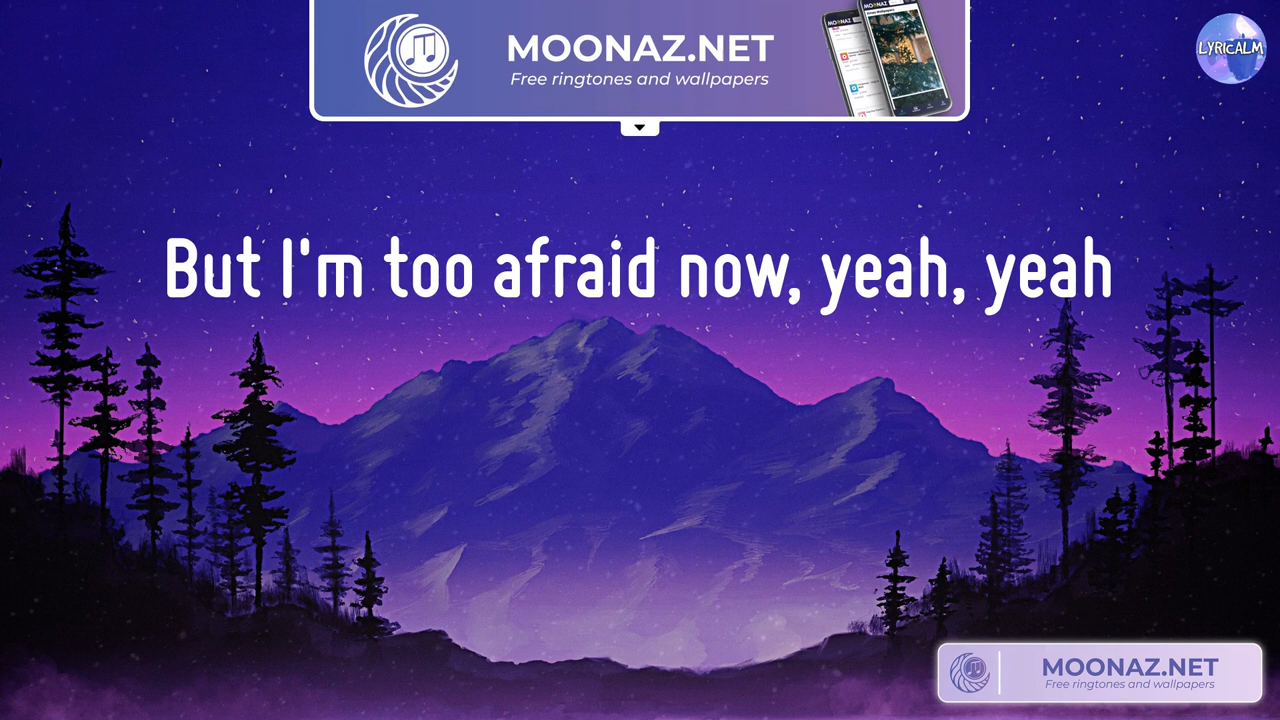 MOONAZ.NET
Free ringtones and wallpapers
LYRICALM
But I'm too afraid now, yeah, yeah
MOONAZ.NET
Free ringtones and wallpapers